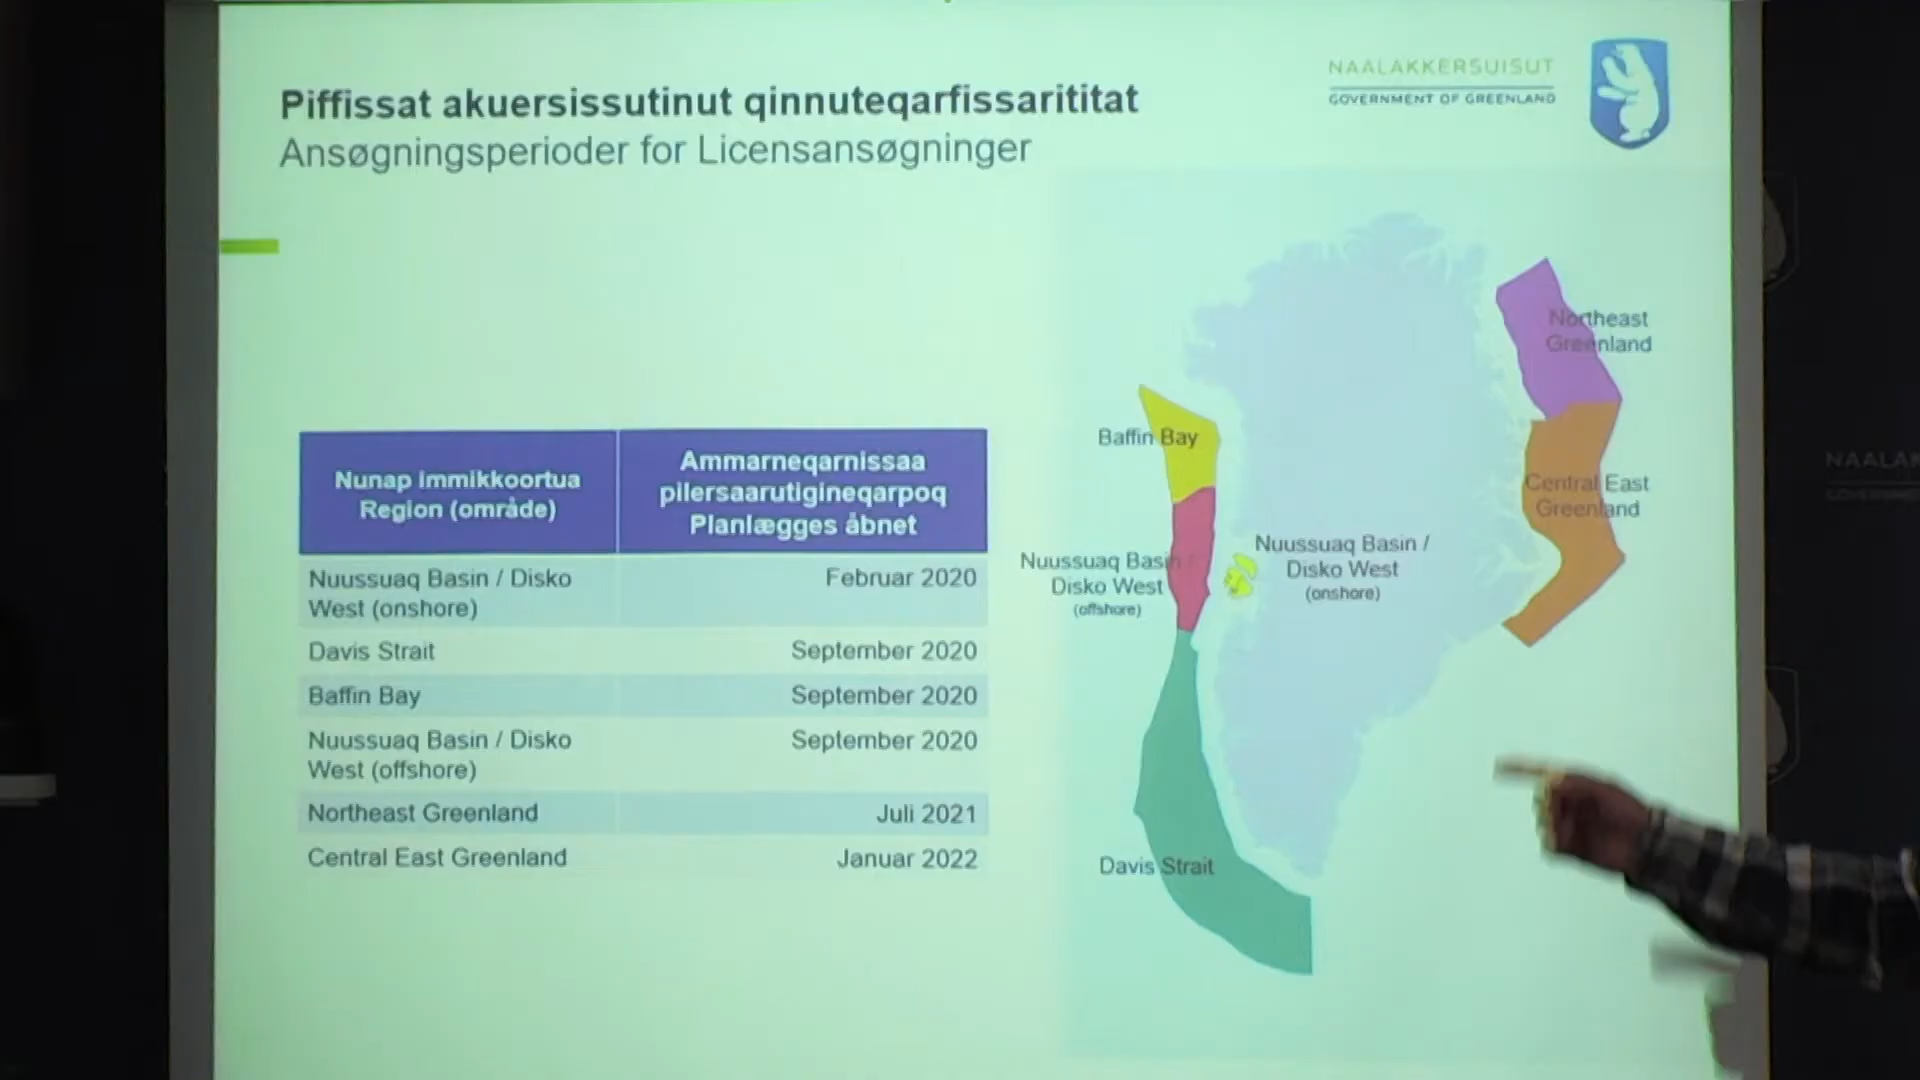 Piffissat akuersissutinut qinnuteqarfissarititat
Ansøgningsperioder for Licensansøgninger
NAALAKKERSUISUT
GOVERNMENT OF GREENLAND
Nunap immikkoortua
Region (område)
Ammarneqarnissaa
pilersaarutigineqarpoq
Planlægges åbnet
Nuussuaq Basin / Disko
West (onshore)
Februar 2020
Davis Strait
September 2020
Baffin Bay
September 2020
Nuussuaq Basin / Disko
West (offshore)
September 2020
Northeast Greenland
Juli 2021
Central East Greenland
Januar 2022
Northeast
Greenland
Baffin Bay
Central East
Greenland
Nuussuaq Basin /
Disko West
(offshore)
Nuussuaq Basin /
Disko West
(onshore)
Davis Strait